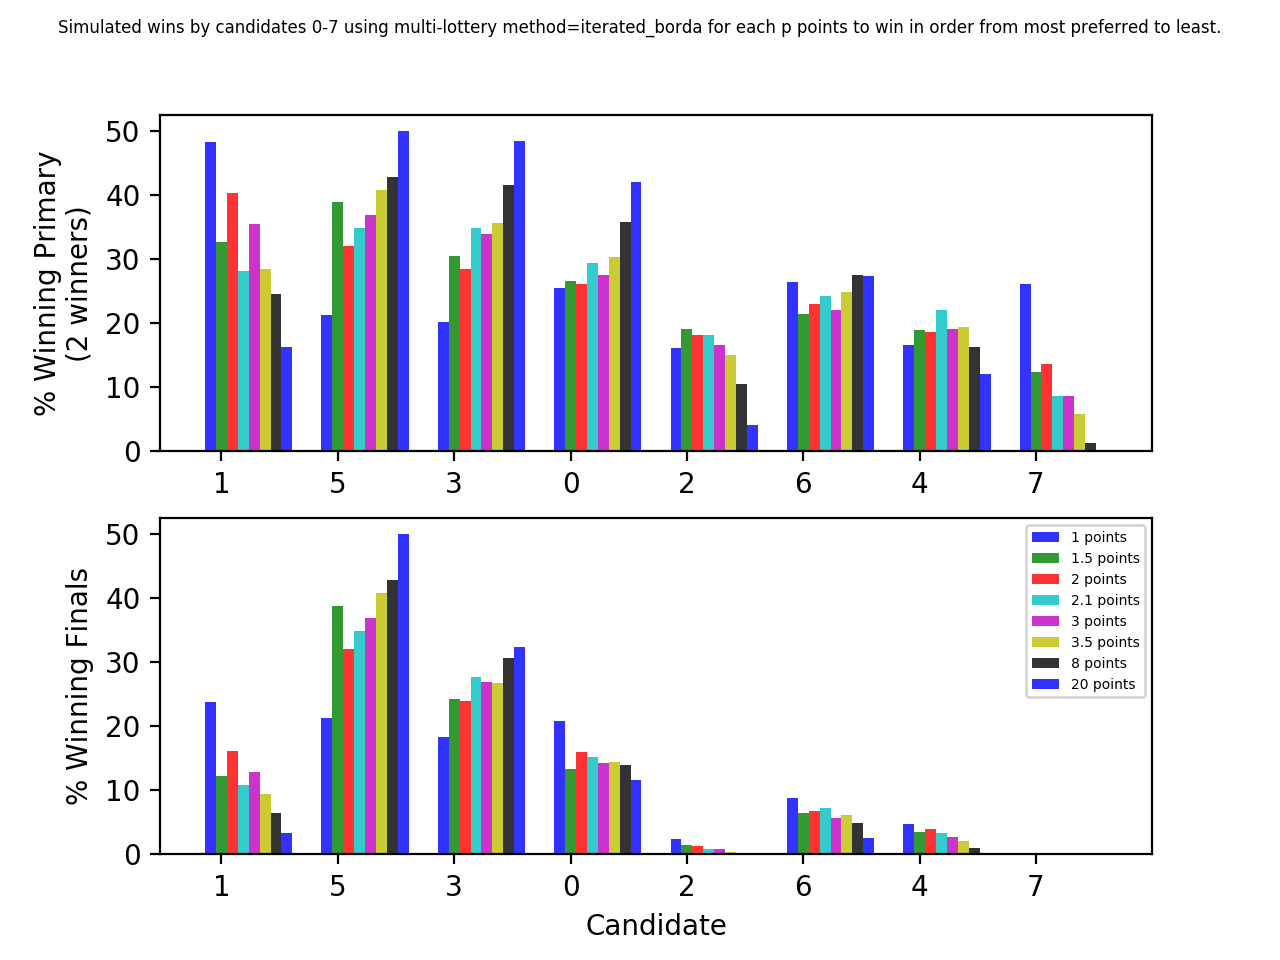 Simulated wins by candidates 0-7 using multi-lottery method=iterated_borda for each p points to win in order from most preferred to least.
% Winning Primary
(2 winners)
50
40
30
20
10
0
1 5 3 0 2 6 4 7
% Winning Finals
50
40
30
20
10
0
1 points
1.5 points
2 points
2.1 points
3 points
3.5 points
8 points
20 points
1 5 3 0 2 6 4 7
Candidate